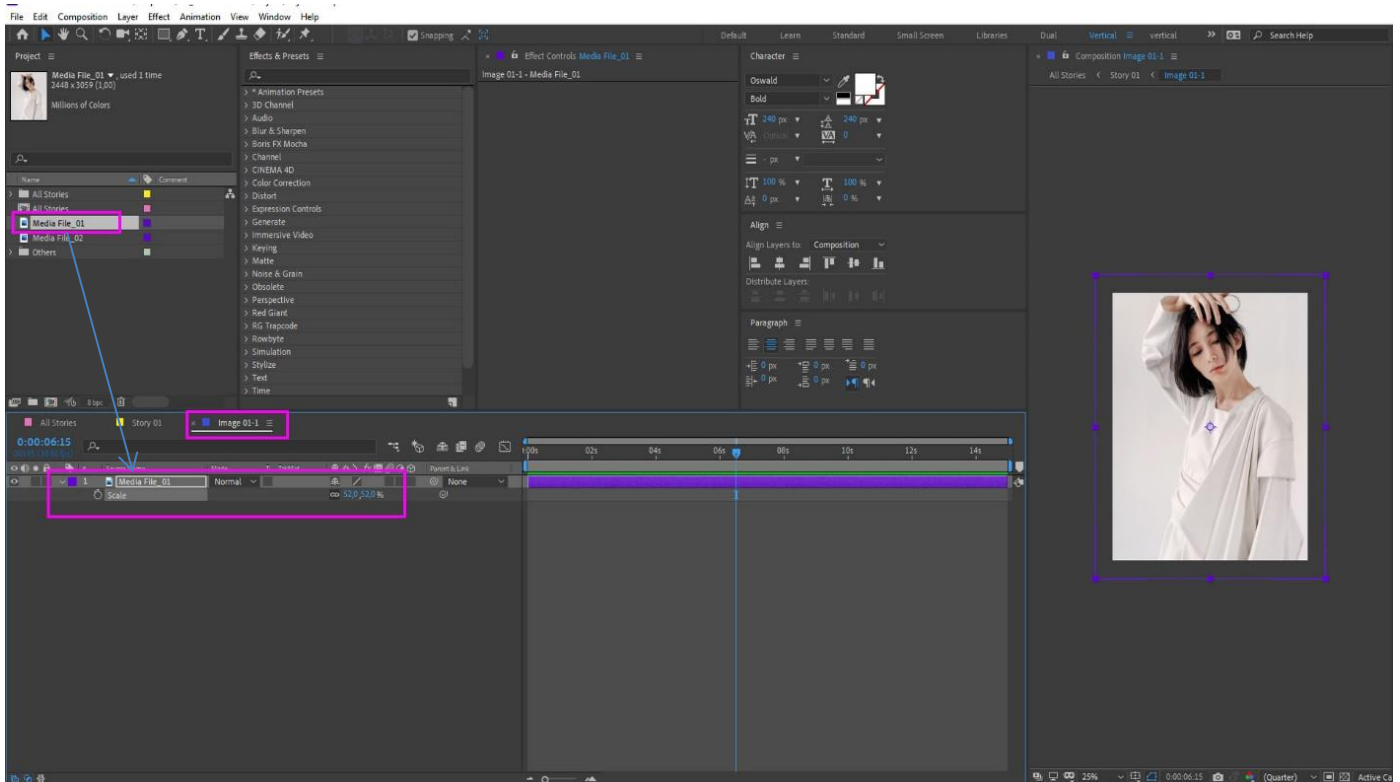 File Edit Composition Layer Effect Animation View Window Help
Snapping
Default Learn Standard Small Screen Libraries Dual Vertical vertical Search Help
Project
Media File_01 , used 1 time
2448 x 3059 (1,00)
Millions of Colors
Name Comment
All Stories
All Stories
Media File_01
Media File_02
Others
8 bpc
Effects & Presets
* Animation Presets
3D Channel
Audio
Blur & Sharpen
Boris FX Mocha
Channel
CINEMA 4D
Color Correction
Distort
Expression Controls
Generate
Immersive Video
Keying
Matte
Noise & Grain
Obsolete
Perspective
Red Giant
RG Trapcode
Rowbyte
Simulation
Stylize
Text
Time
Effect Controls Media File_01
Image 01-1 - Media File_01
Character
Oswald
Bold
240 px 240 px
Optical 0
- px
100 % 100 %
0 px 0 %
Align
Align Layers to: Composition
Distribute Layers:
Paragraph
0 px 0 px 0 px
0 px 0 px
Composition Image 01-1
All Stories Story 01 Image 01-1
All Stories Story 01 Image 01-1
0:00:06:15
Source Name Mode T TrkMat Parent & Link
1 Media File_01 Normal None
Scale 52,0,52,0 %
02s 04s 06s 08s 10s 12s 14s
25% 0:00:06:15 (Quarter) Active Ca